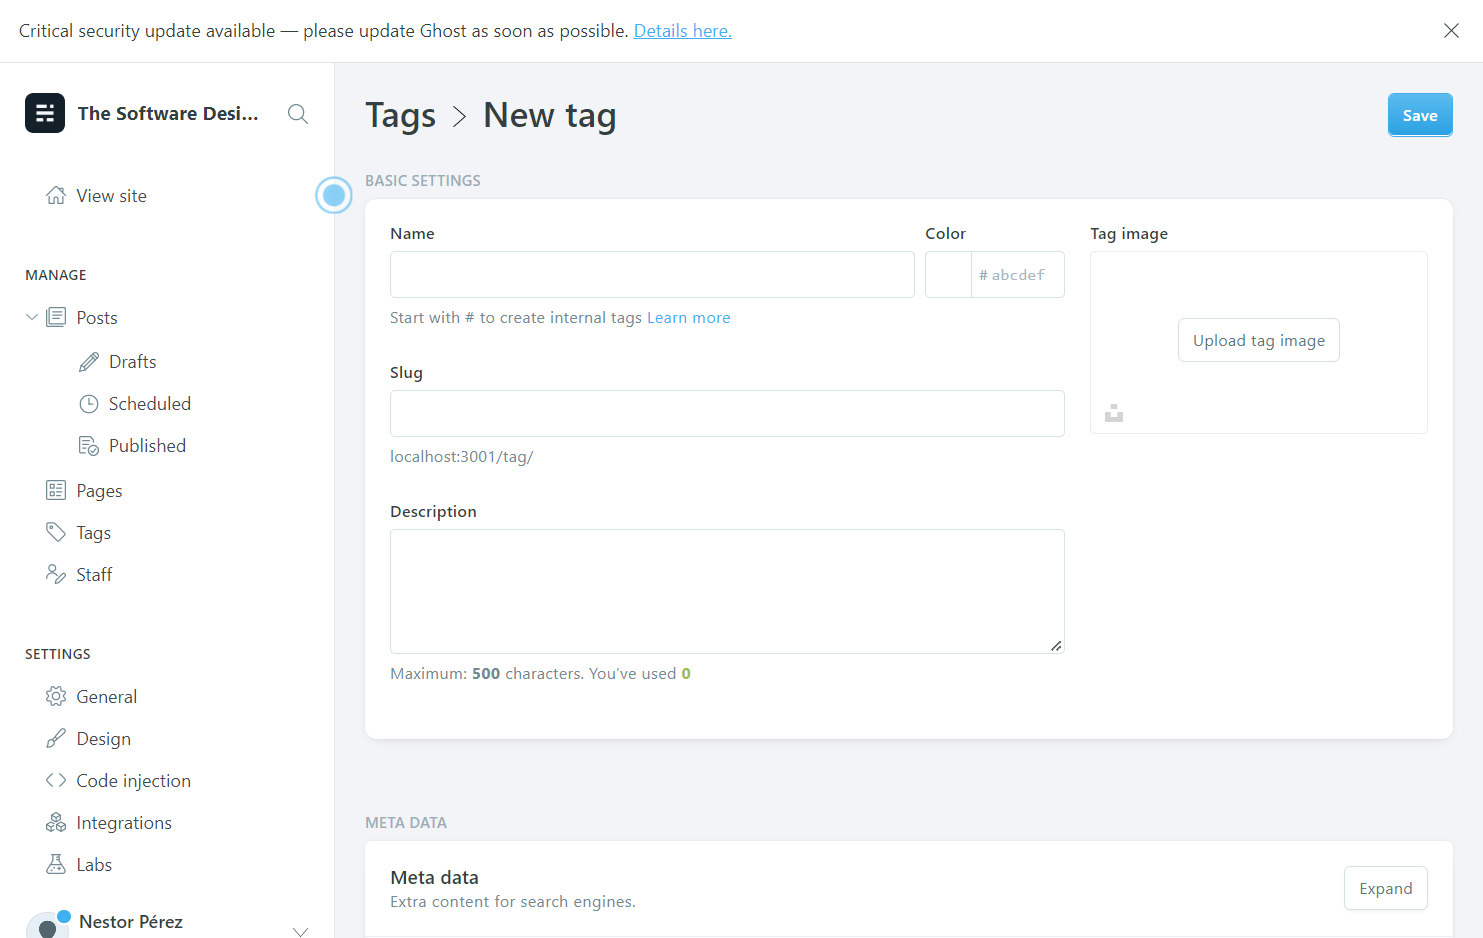 Critical security update available — please update Ghost as soon as possible. Details here.
The Software Desi...
Tags > New tag
Save
View site
BASIC SETTINGS
Name
Color
Tag image
# abcdef
Start with # to create internal tags Learn more
Upload tag image
MANAGE
Posts
Drafts
Scheduled
Published
Pages
Tags
Staff
Slug
localhost:3001/tag/
Description
Maximum: 500 characters. You’ve used 0
SETTINGS
General
Design
Code injection
Integrations
Labs
Nestor Pérez
META DATA
Meta data
Extra content for search engines.
Expand